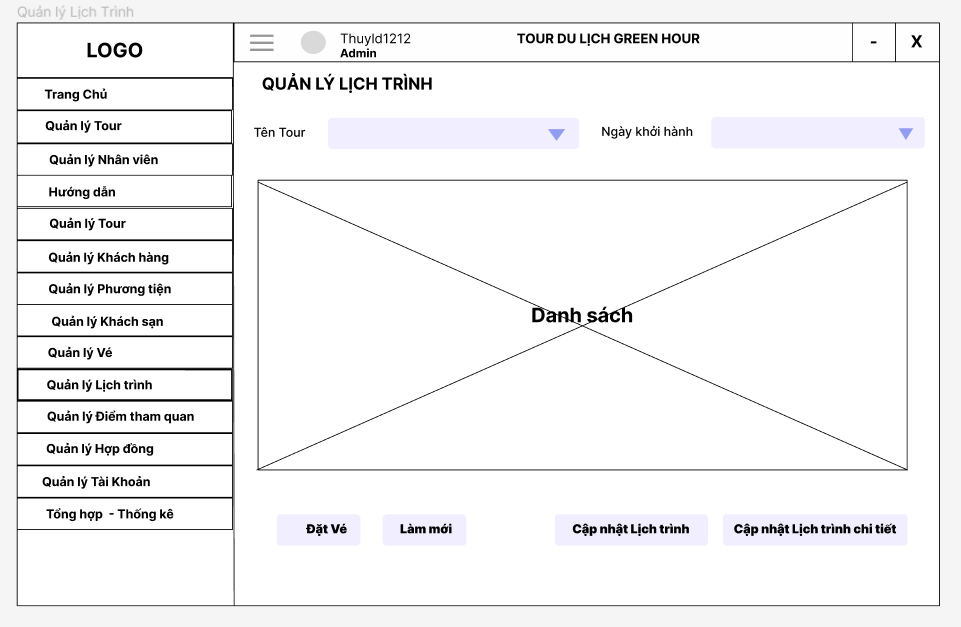 Quản lý Lịch Trình
LOGO
Thuyld1212
Admin
TOUR DU LỊCH GREEN HOUR
-
X
Trang Chủ
Quản lý Tour
Quản lý Nhân viên
Hướng dẫn
Quản lý Tour
Quản lý Khách hàng
Quản lý Phương tiện
Quản lý Khách sạn
Quản lý Vé
Quản lý Lịch trình
Quản lý Điểm tham quan
Quản lý Hợp đồng
Quản lý Tài Khoản
Tổng hợp - Thống kê
QUẢN LÝ LỊCH TRÌNH
Tên Tour
Ngày khởi hành
Danh sách
Đặt Vé
Làm mới
Cập nhật Lịch trình
Cập nhật Lịch trình chi tiết